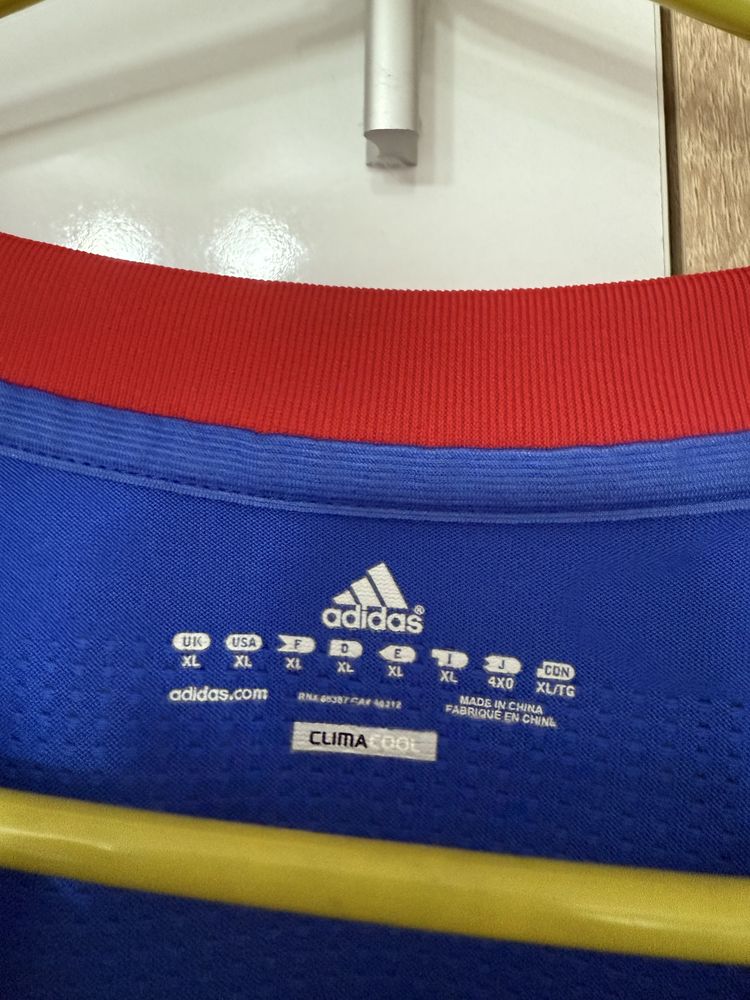 adidas®
UK USA F D E I J CDN
XL XL XL XL XL XL 4XO XL/TG
adidas.com
MADE IN CHINA
FABRIQUÉ EN CHINE
CLIMACOOL